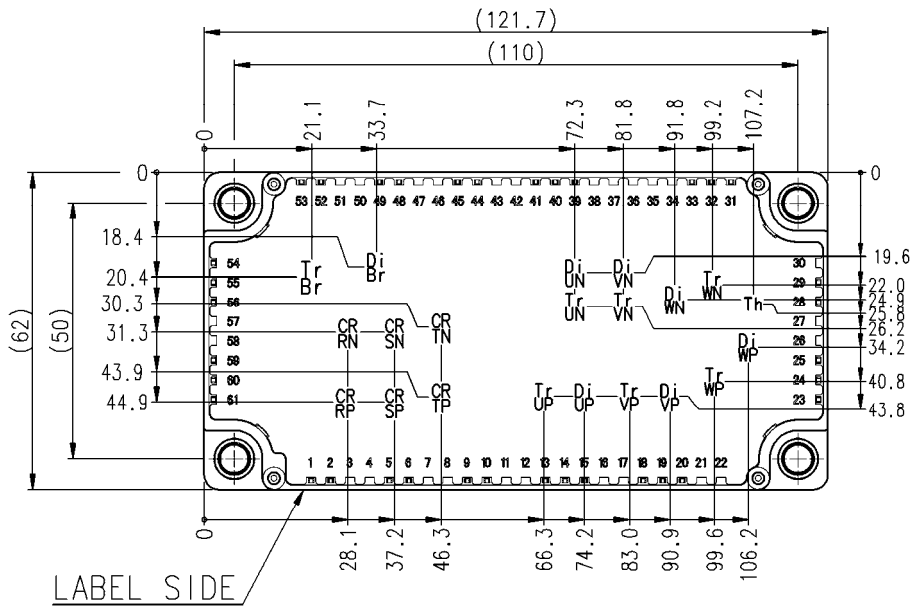 (121.7)
(110)
0 21.1 33.7 72.3 81.8 91.8 99.2 107.2
0 0
53 52 51 50 49 48 47 46 45 44 43 42 41 40 39 38 37 36 35 34 33 32 31
18.4 19.6
20.4 22.0
30.3 24.9
31.3 25.8
43.9 26.2
44.9 34.2
40.8
43.8
(62)
(50)
54
55
56
57
58
59
60
61
30
29
28
27
26
25
24
23
Tr
Br
Di
Br
Di
UN
Di
VN
Tr
WN
Tr
UN
Tr
VN
Di
WN
Th
CR
RN
CR
SN
CR
TN
Di
WP
CR
RP
CR
SP
CR
TP
Tr
UP
Di
UP
Tr
VP
Di
VP
Tr
WP
1 2 3 4 5 6 7 8 9 10 11 12 13 14 15 16 17 18 19 20 21 22
0 28.1 37.2 46.3 66.3 74.2 83.0 90.9 99.6 106.2
LABEL SIDE